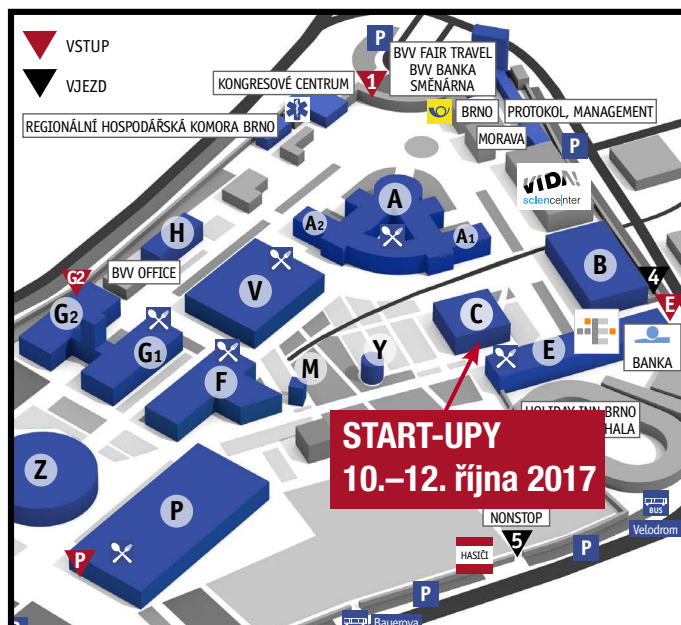 VSTUP
VJEZD
P
BVV FAIR TRAVEL
BVV BANKA
SMĚNÁRNA
1
KONGRESOVÉ CENTRUM
REGIONÁLNÍ HOSPODÁŘSKÁ KOMORA BRNO
BRNO
PROTOKOL, MANAGEMENT
MORAVA
P
VIDA!
sciencenter
A
A2
A1
H
BVV OFFICE
G2
G2
V
B
4
E
C
G1
F
M
Y
E
BANKA
HOLIDAY INN BRNO
HALA
START-UPY
10.–12. října 2017
Z
P
P
NONSTOP
5
HASIČI
BUS
Velodrom
P
P
Bauerova